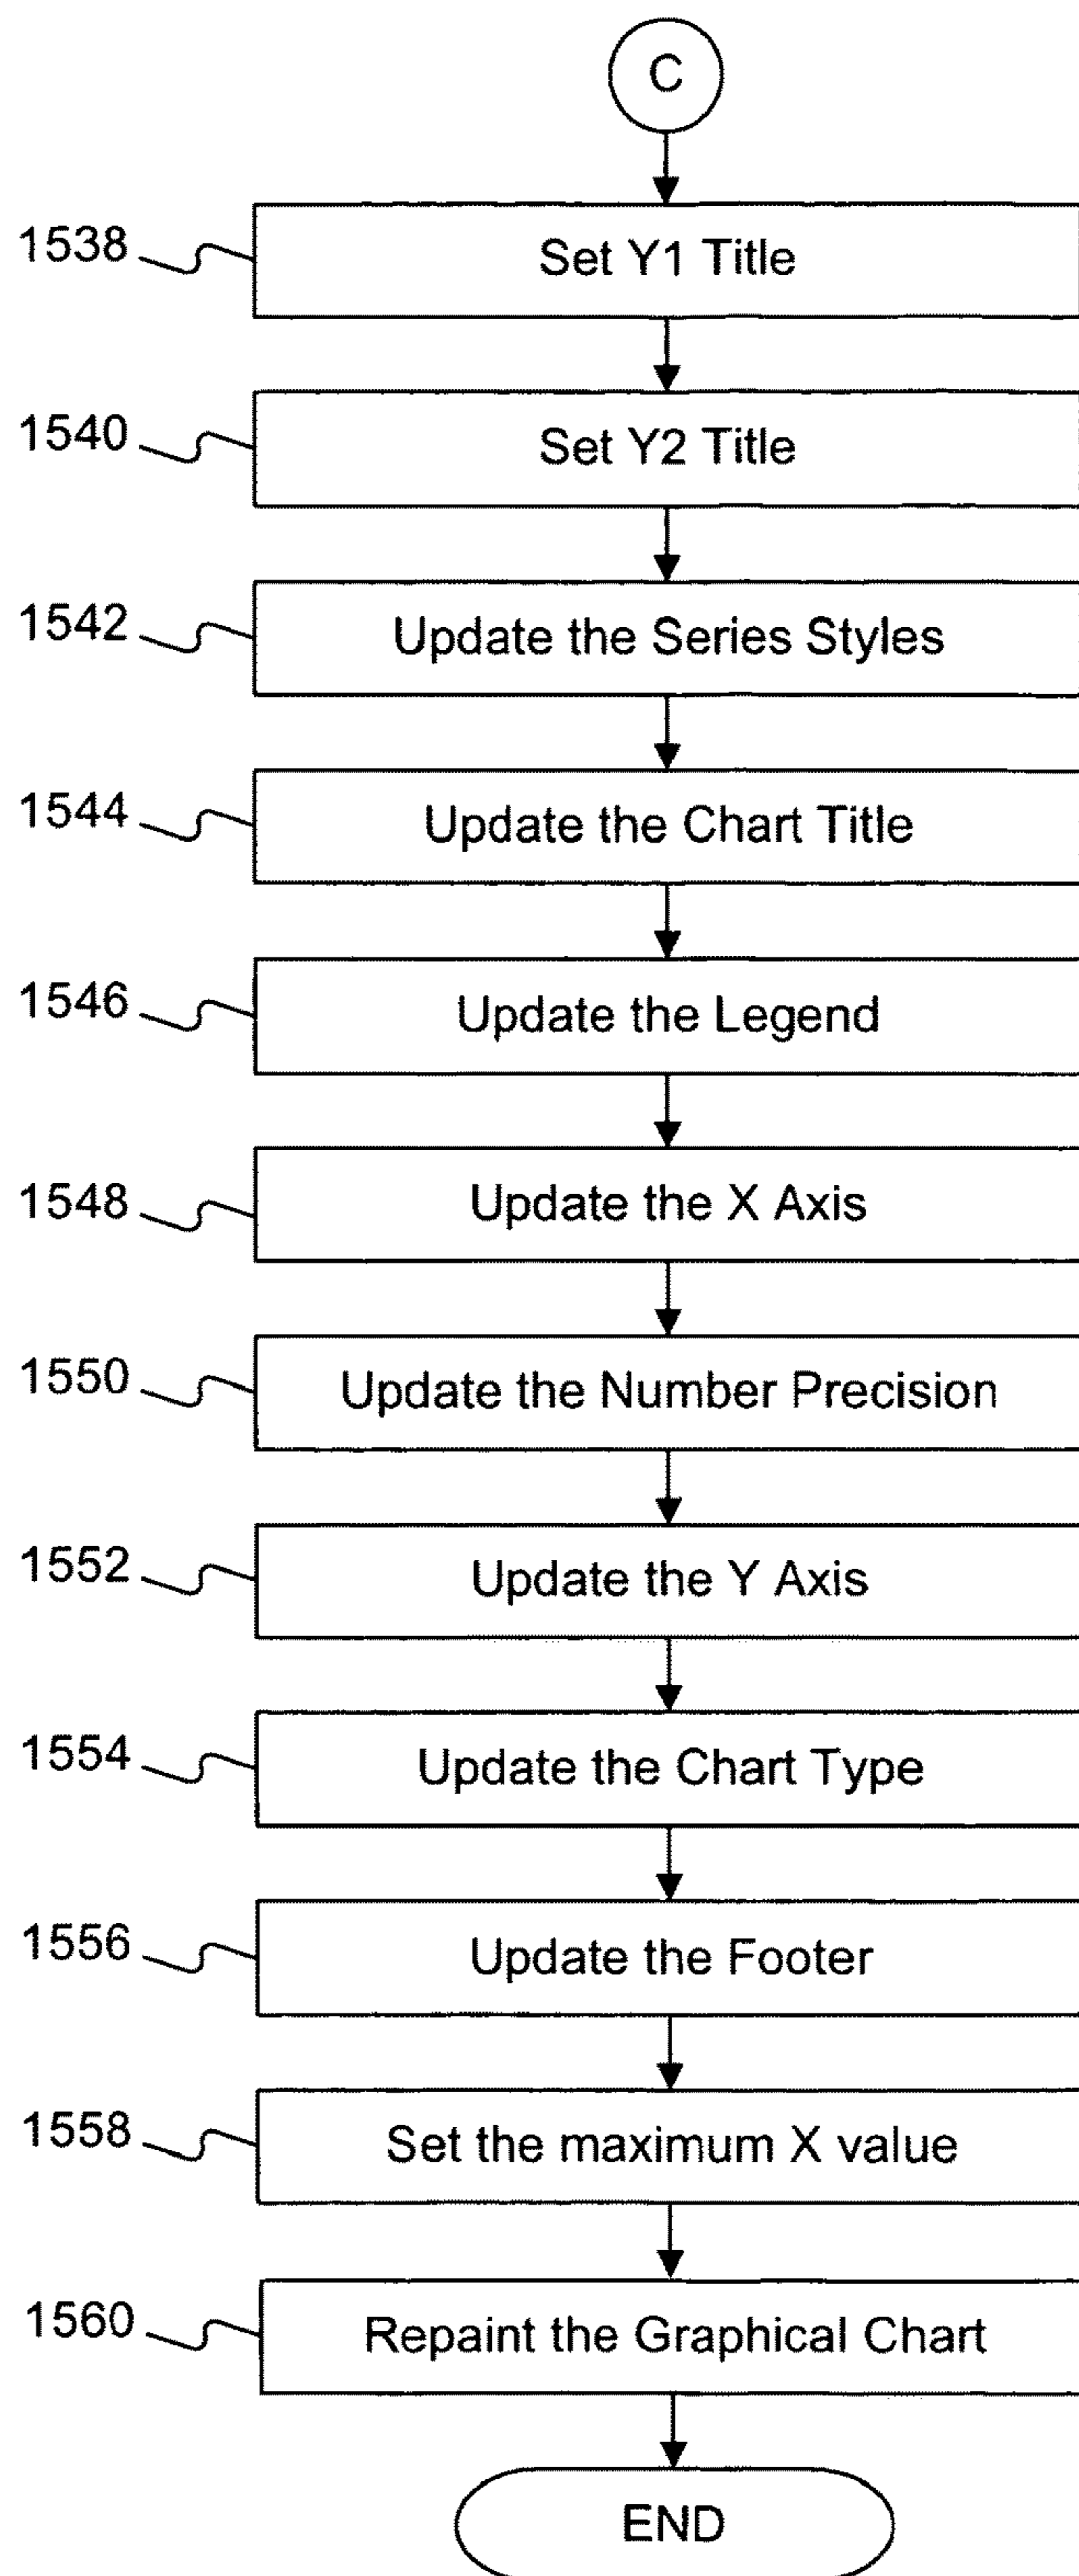 C
1538
Set Y1 Title
1540
Set Y2 Title
1542
Update the Series Styles
1544
Update the Chart Title
1546
Update the Legend
1548
Update the X Axis
1550
Update the Number Precision
1552
Update the Y Axis
1554
Update the Chart Type
1556
Update the Footer
1558
Set the maximum X value
1560
Repaint the Graphical Chart
END